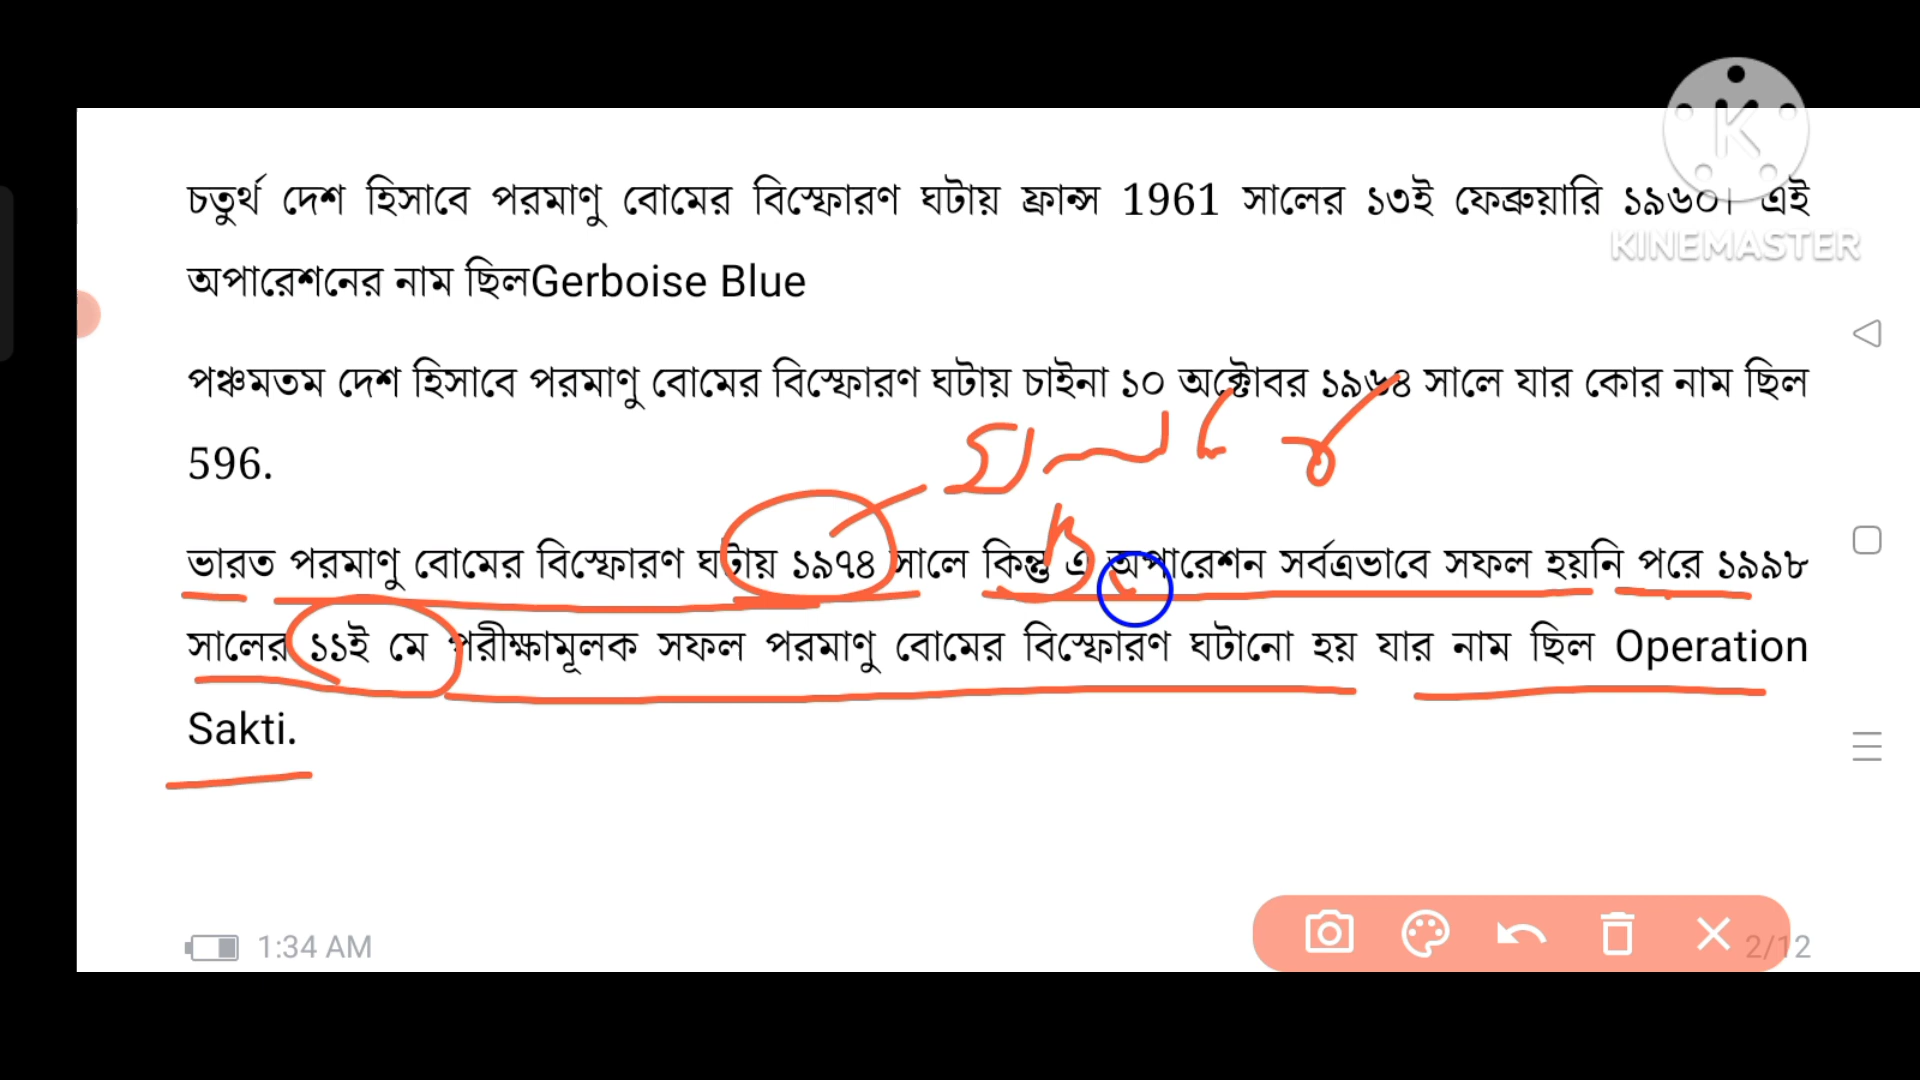 চতুর্থ দেশ হিসাবে পরমাণু বোমের বিস্ফোরণ ঘটায় ফ্রান্স 1961 সালের ১৩ই ফেব্রুয়ারি ১৯৬০। এই
অপারেশনের নাম ছিলGerboise Blue
পঞ্চমতম দেশ হিসাবে পরমাণু বোমের বিস্ফোরণ ঘটায় চাইনা ১০ অক্টোবর ১৯৬৪ সালে যার কোর নাম ছিল
596.
ভারত পরমাণু বোমের বিস্ফোরণ ঘটায় ১৯৭৪ সালে কিন্তু এ অপারেশন সর্বত্রভাবে সফল হয়নি পরে ১৯৯৮
সালের ১১ই মে পরীক্ষামূলক সফল পরমাণু বোমের বিস্ফোরণ ঘটানো হয় যার নাম ছিল Operation
Sakti.
K
KINEMASTER
1:34 AM
2/12